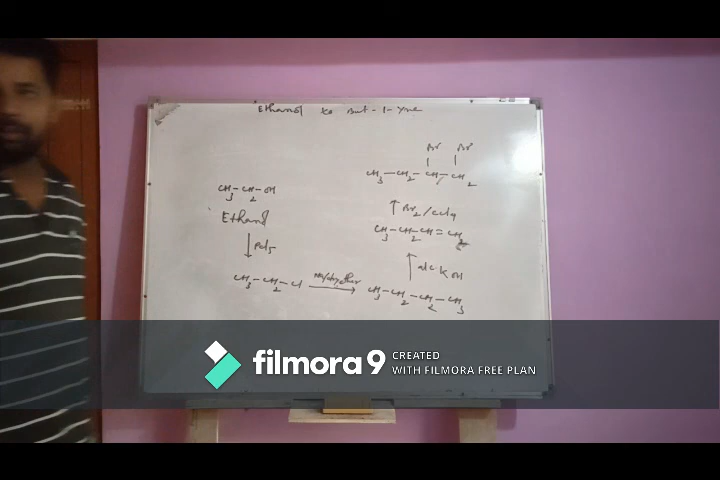 Ethanol to But-1-yne
Br Br
CH3-CH2-CH-CH2
CH3-CH2-OH
Br2/CCl4
Ethanol
CH3-CH2-CH=CH2
PCl5
alc KOH
CH3-CH2-Cl
Na/dry ether
CH3-CH2-CH2-CH3
filmora9
CREATED
WITH FILMORA FREE PLAN